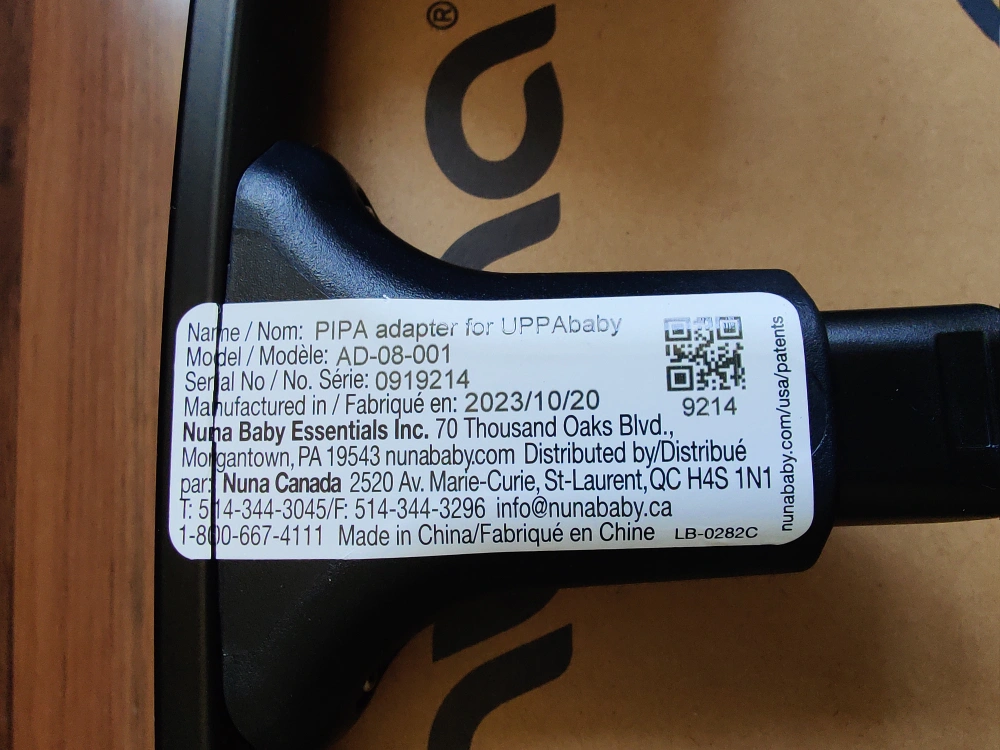 Name / Nom: PIPA adapter for UPPAbaby
Model / Modèle: AD-08-001
Serial No / No. Série: 0919214
Manufactured in / Fabriqué en: 2023/10/20
Nuna Baby Essentials Inc. 70 Thousand Oaks Blvd.,
Morgantown, PA 19543 nunababy.com Distributed by/Distribué
par: Nuna Canada 2520 Av. Marie-Curie, St-Laurent, QC H4S 1N1
T: 514-344-3045/F: 514-344-3296 info@nunababy.ca
1-800-667-4111 Made in China/Fabriqué en Chine LB-0282C
9214
nunababy.com/usa/patents